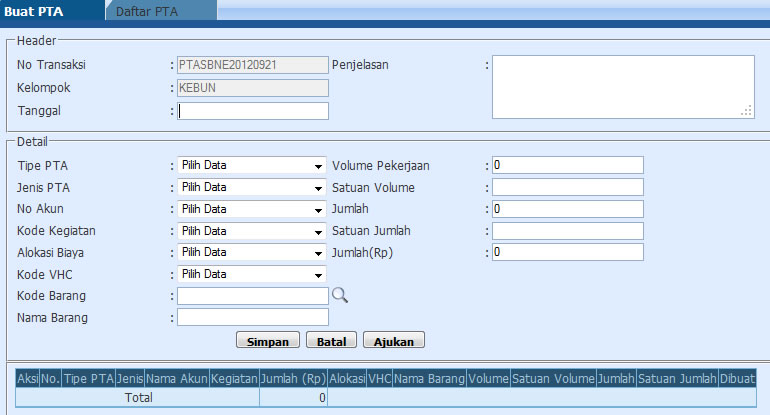 Buat PTA Daftar PTA
Header
No Transaksi : PTASBNE20120921 Penjelasan :
Kelompok : KEBUN
Tanggal :
Detail
Tipe PTA : Pilih Data Volume Pekerjaan : 0
Jenis PTA : Pilih Data Satuan Volume :
No Akun : Pilih Data Jumlah : 0
Kode Kegiatan : Pilih Data Satuan Jumlah :
Alokasi Biaya : Pilih Data Jumlah(Rp) : 0
Kode VHC : Pilih Data
Kode Barang :
Nama Barang :
Simpan Batal Ajukan
Aksi No. Tipe PTA Jenis Nama Akun Kegiatan Jumlah (Rp) Alokasi VHC Nama Barang Volume Satuan Volume Jumlah Satuan Jumlah Dibuat
Total 0